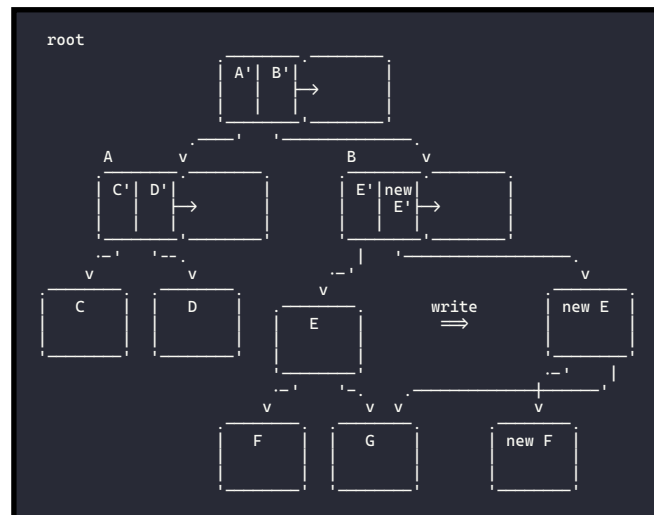 root
A' B'
A B
C' D' E' new
E'
C D write new E
E
F G new F